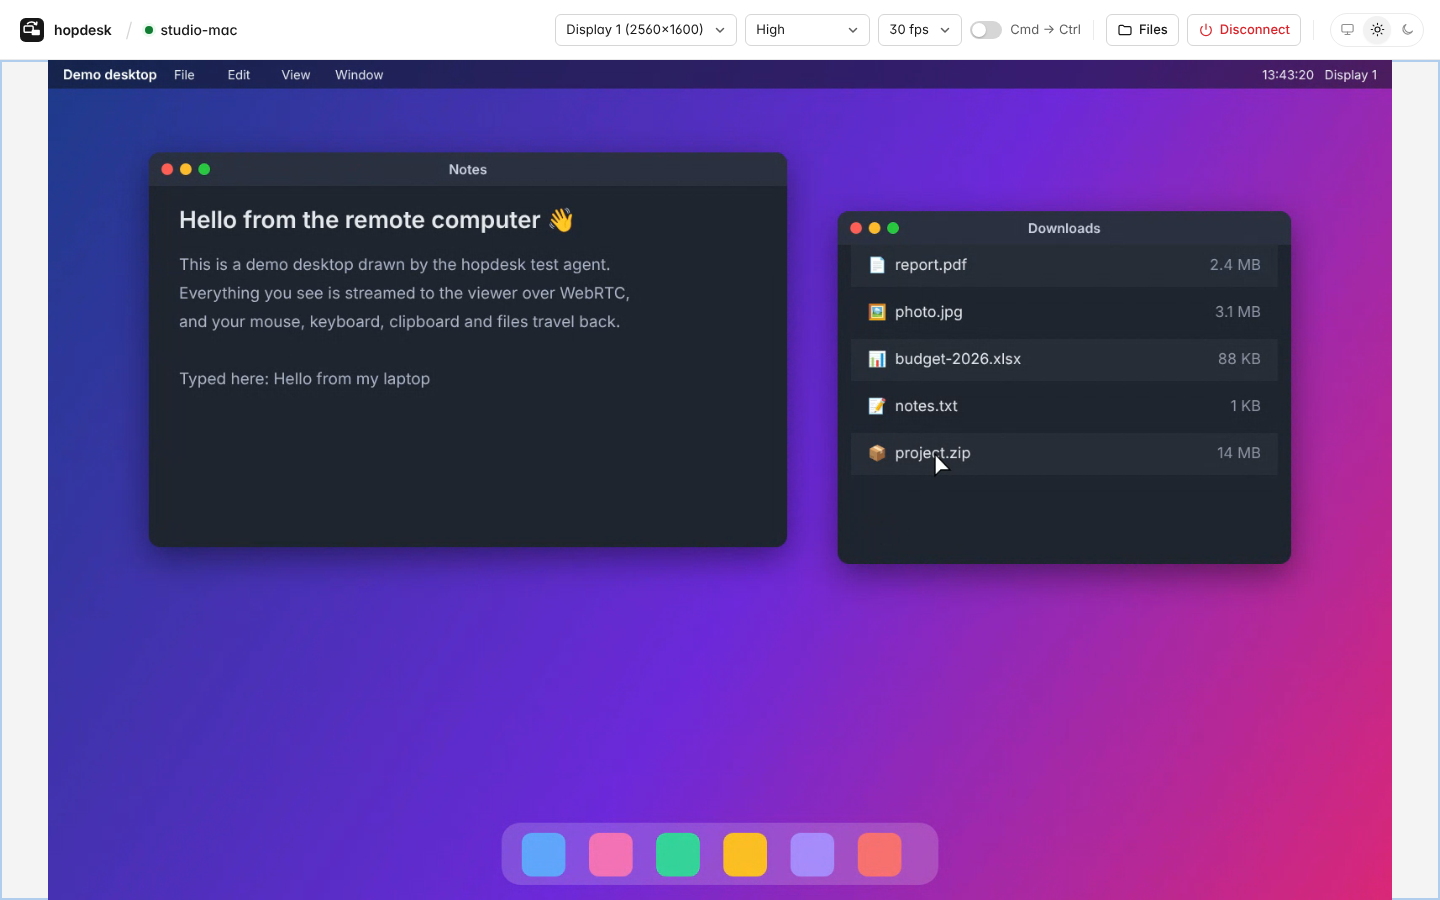 hopdesk / studio-mac
Display 1 (2560×1600)
High
30 fps
Cmd → Ctrl
Files
Disconnect
Demo desktop File Edit View Window
13:43:20 Display 1
Notes
Hello from the remote computer 👋
This is a demo desktop drawn by the hopdesk test agent.
Everything you see is streamed to the viewer over WebRTC,
and your mouse, keyboard, clipboard and files travel back.
Typed here: Hello from my laptop
Downloads
report.pdf 2.4 MB
photo.jpg 3.1 MB
budget-2026.xlsx 88 KB
notes.txt 1 KB
project.zip 14 MB